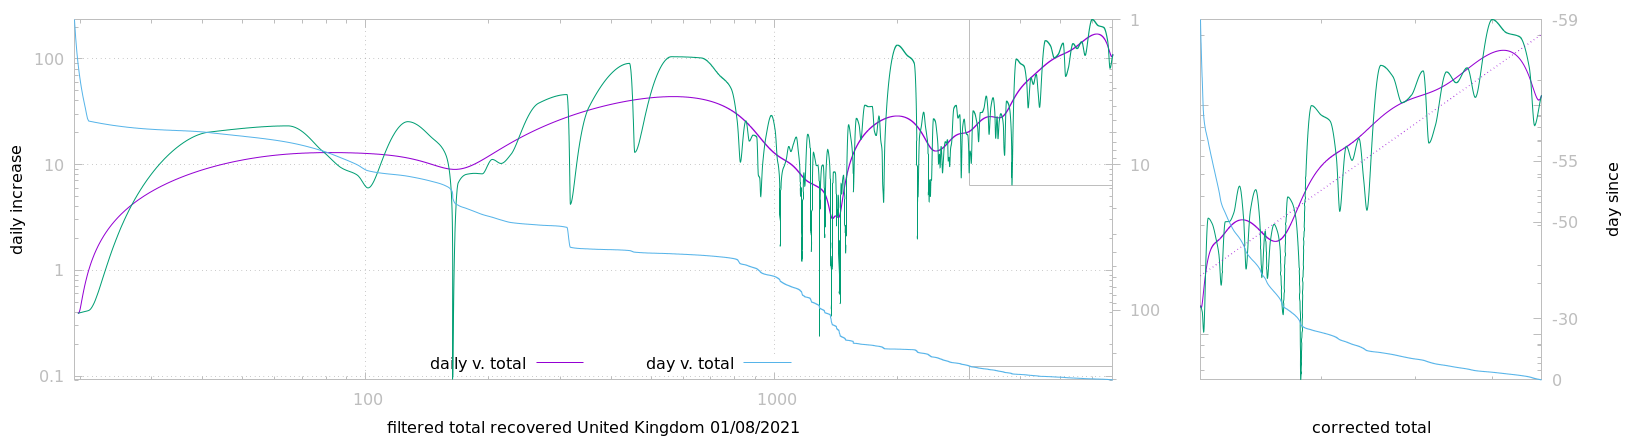 100
10
1
0.1
daily increase
daily v. total
day v. total
100
1000
filtered total recovered United Kingdom 01/08/2021
1
10
100
-59
-55
-50
-30
0
day since
corrected total